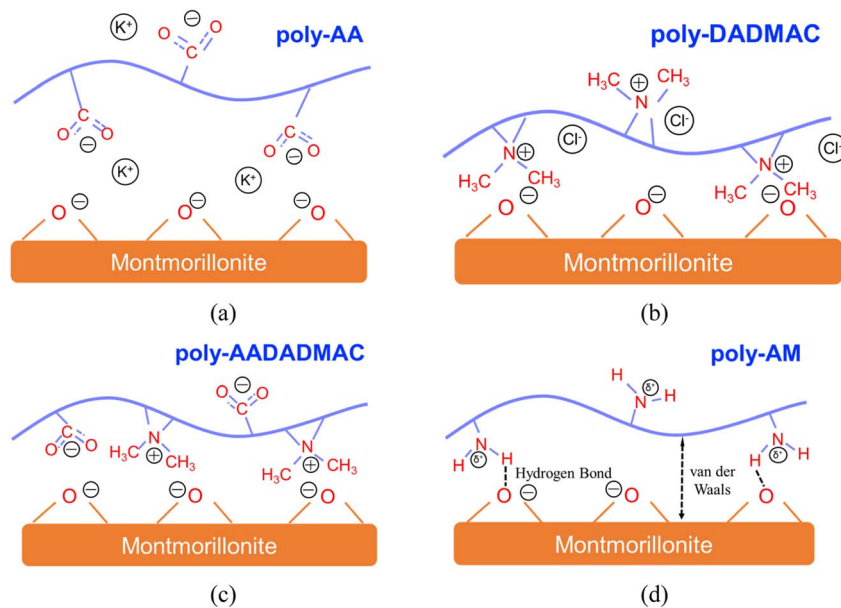 poly-AA
K⁺
−
O C O
C
O O
−
K⁺
K⁺
C
O O
−
O −
O −
O −
Montmorillonite
(a)
poly-DADMAC
H₃C + CH₃
N
Cl⁻
Cl⁻
Cl⁻
N +
H₃C CH₃
N +
H₃C CH₃
O −
O −
O −
Montmorillonite
(b)
poly-AADADMAC
O − O
C
C
O O
−
N
+
H₃C CH₃
N
+
H₃C CH₃
O −
− O
− O
Montmorillonite
(c)
poly-AM
H δ⁺ H
N
N
H δ⁺ H
N H
H δ⁺
Hydrogen Bond
van der
Waals
O −
− O
O
Montmorillonite
(d)